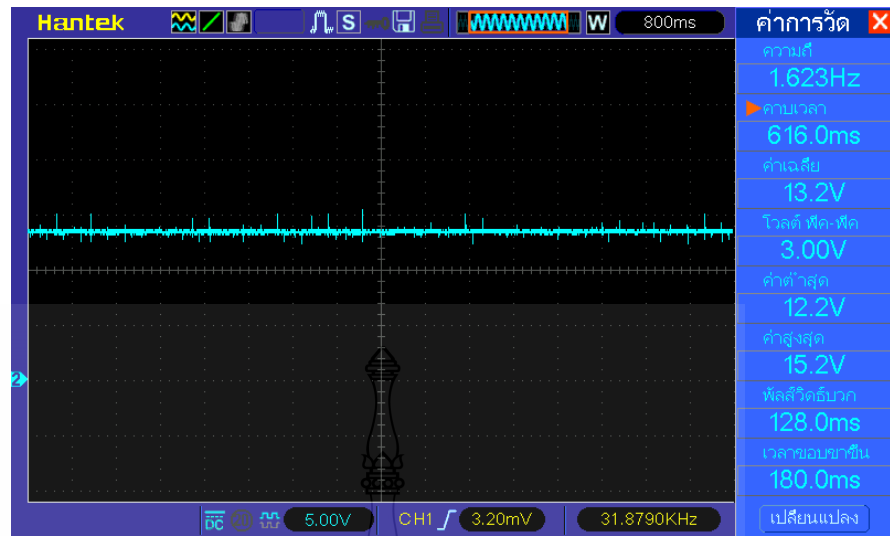 Hantek
S
W
800ms
ค่าการวัด
ความถี่
1.623Hz
คาบเวลา
616.0ms
ค่าเฉลี่ย
13.2V
โวลต์ พีค-พีค
3.00V
ค่าต่ำสุด
12.2V
ค่าสูงสุด
15.2V
พัลส์วิดธ์บวก
128.0ms
เวลาขอบขาขึ้น
180.0ms
เปลี่ยนแปลง
2
DC
5.00V
CH1
3.20mV
31.8790KHz